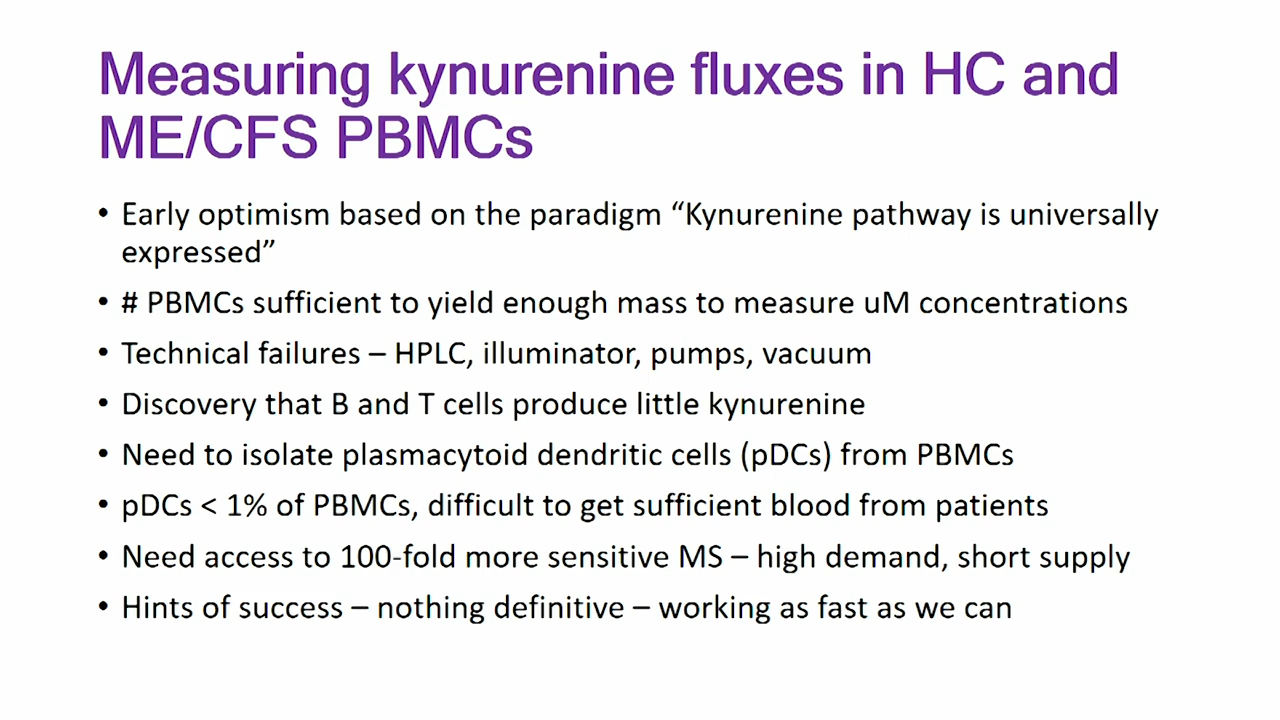 Measuring kynurenine fluxes in HC and
ME/CFS PBMCs
• Early optimism based on the paradigm “Kynurenine pathway is universally
expressed”
• # PBMCs sufficient to yield enough mass to measure uM concentrations
• Technical failures – HPLC, illuminator, pumps, vacuum
• Discovery that B and T cells produce little kynurenine
• Need to isolate plasmacytoid dendritic cells (pDCs) from PBMCs
• pDCs < 1% of PBMCs, difficult to get sufficient blood from patients
• Need access to 100-fold more sensitive MS – high demand, short supply
• Hints of success – nothing definitive – working as fast as we can